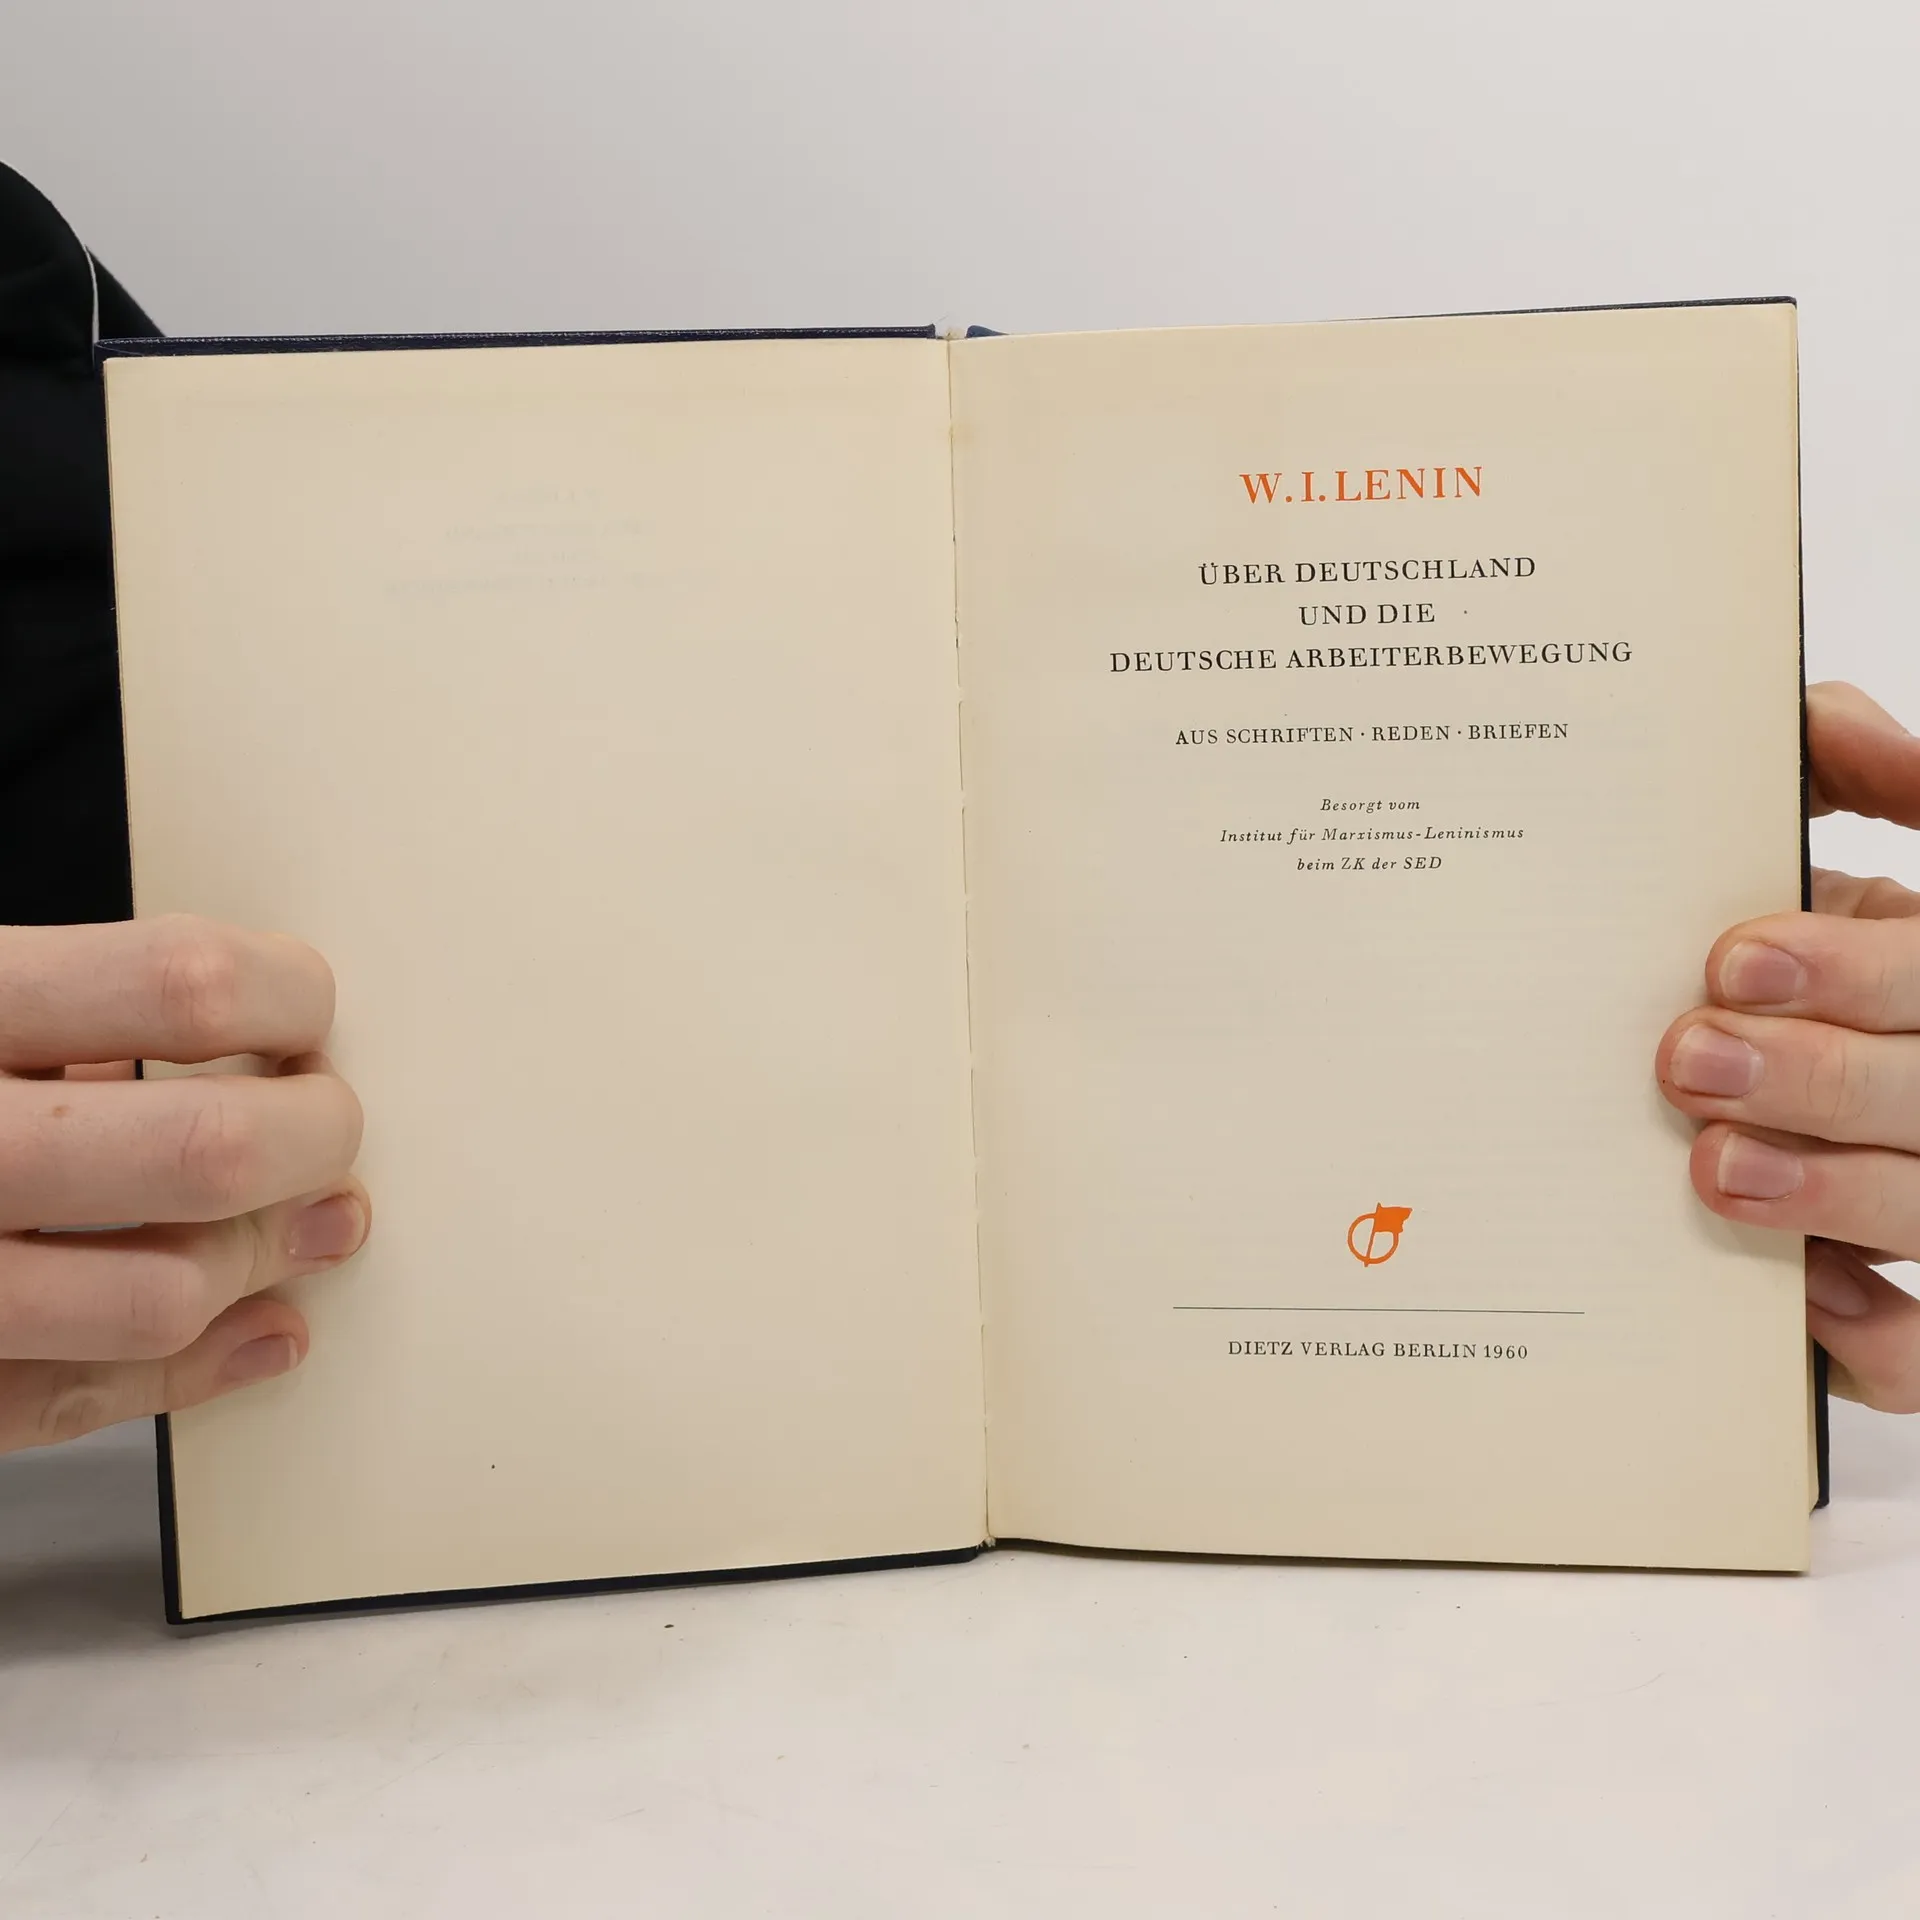 W. I. LENIN
ÜBER DEUTSCHLAND
UND DIE
DEUTSCHE ARBEITERBEWEGUNG
AUS SCHRIFTEN · REDEN · BRIEFEN
Besorgt vom
Institut für Marxismus-Leninismus
beim ZK der SED
DIETZ VERLAG BERLIN 1960